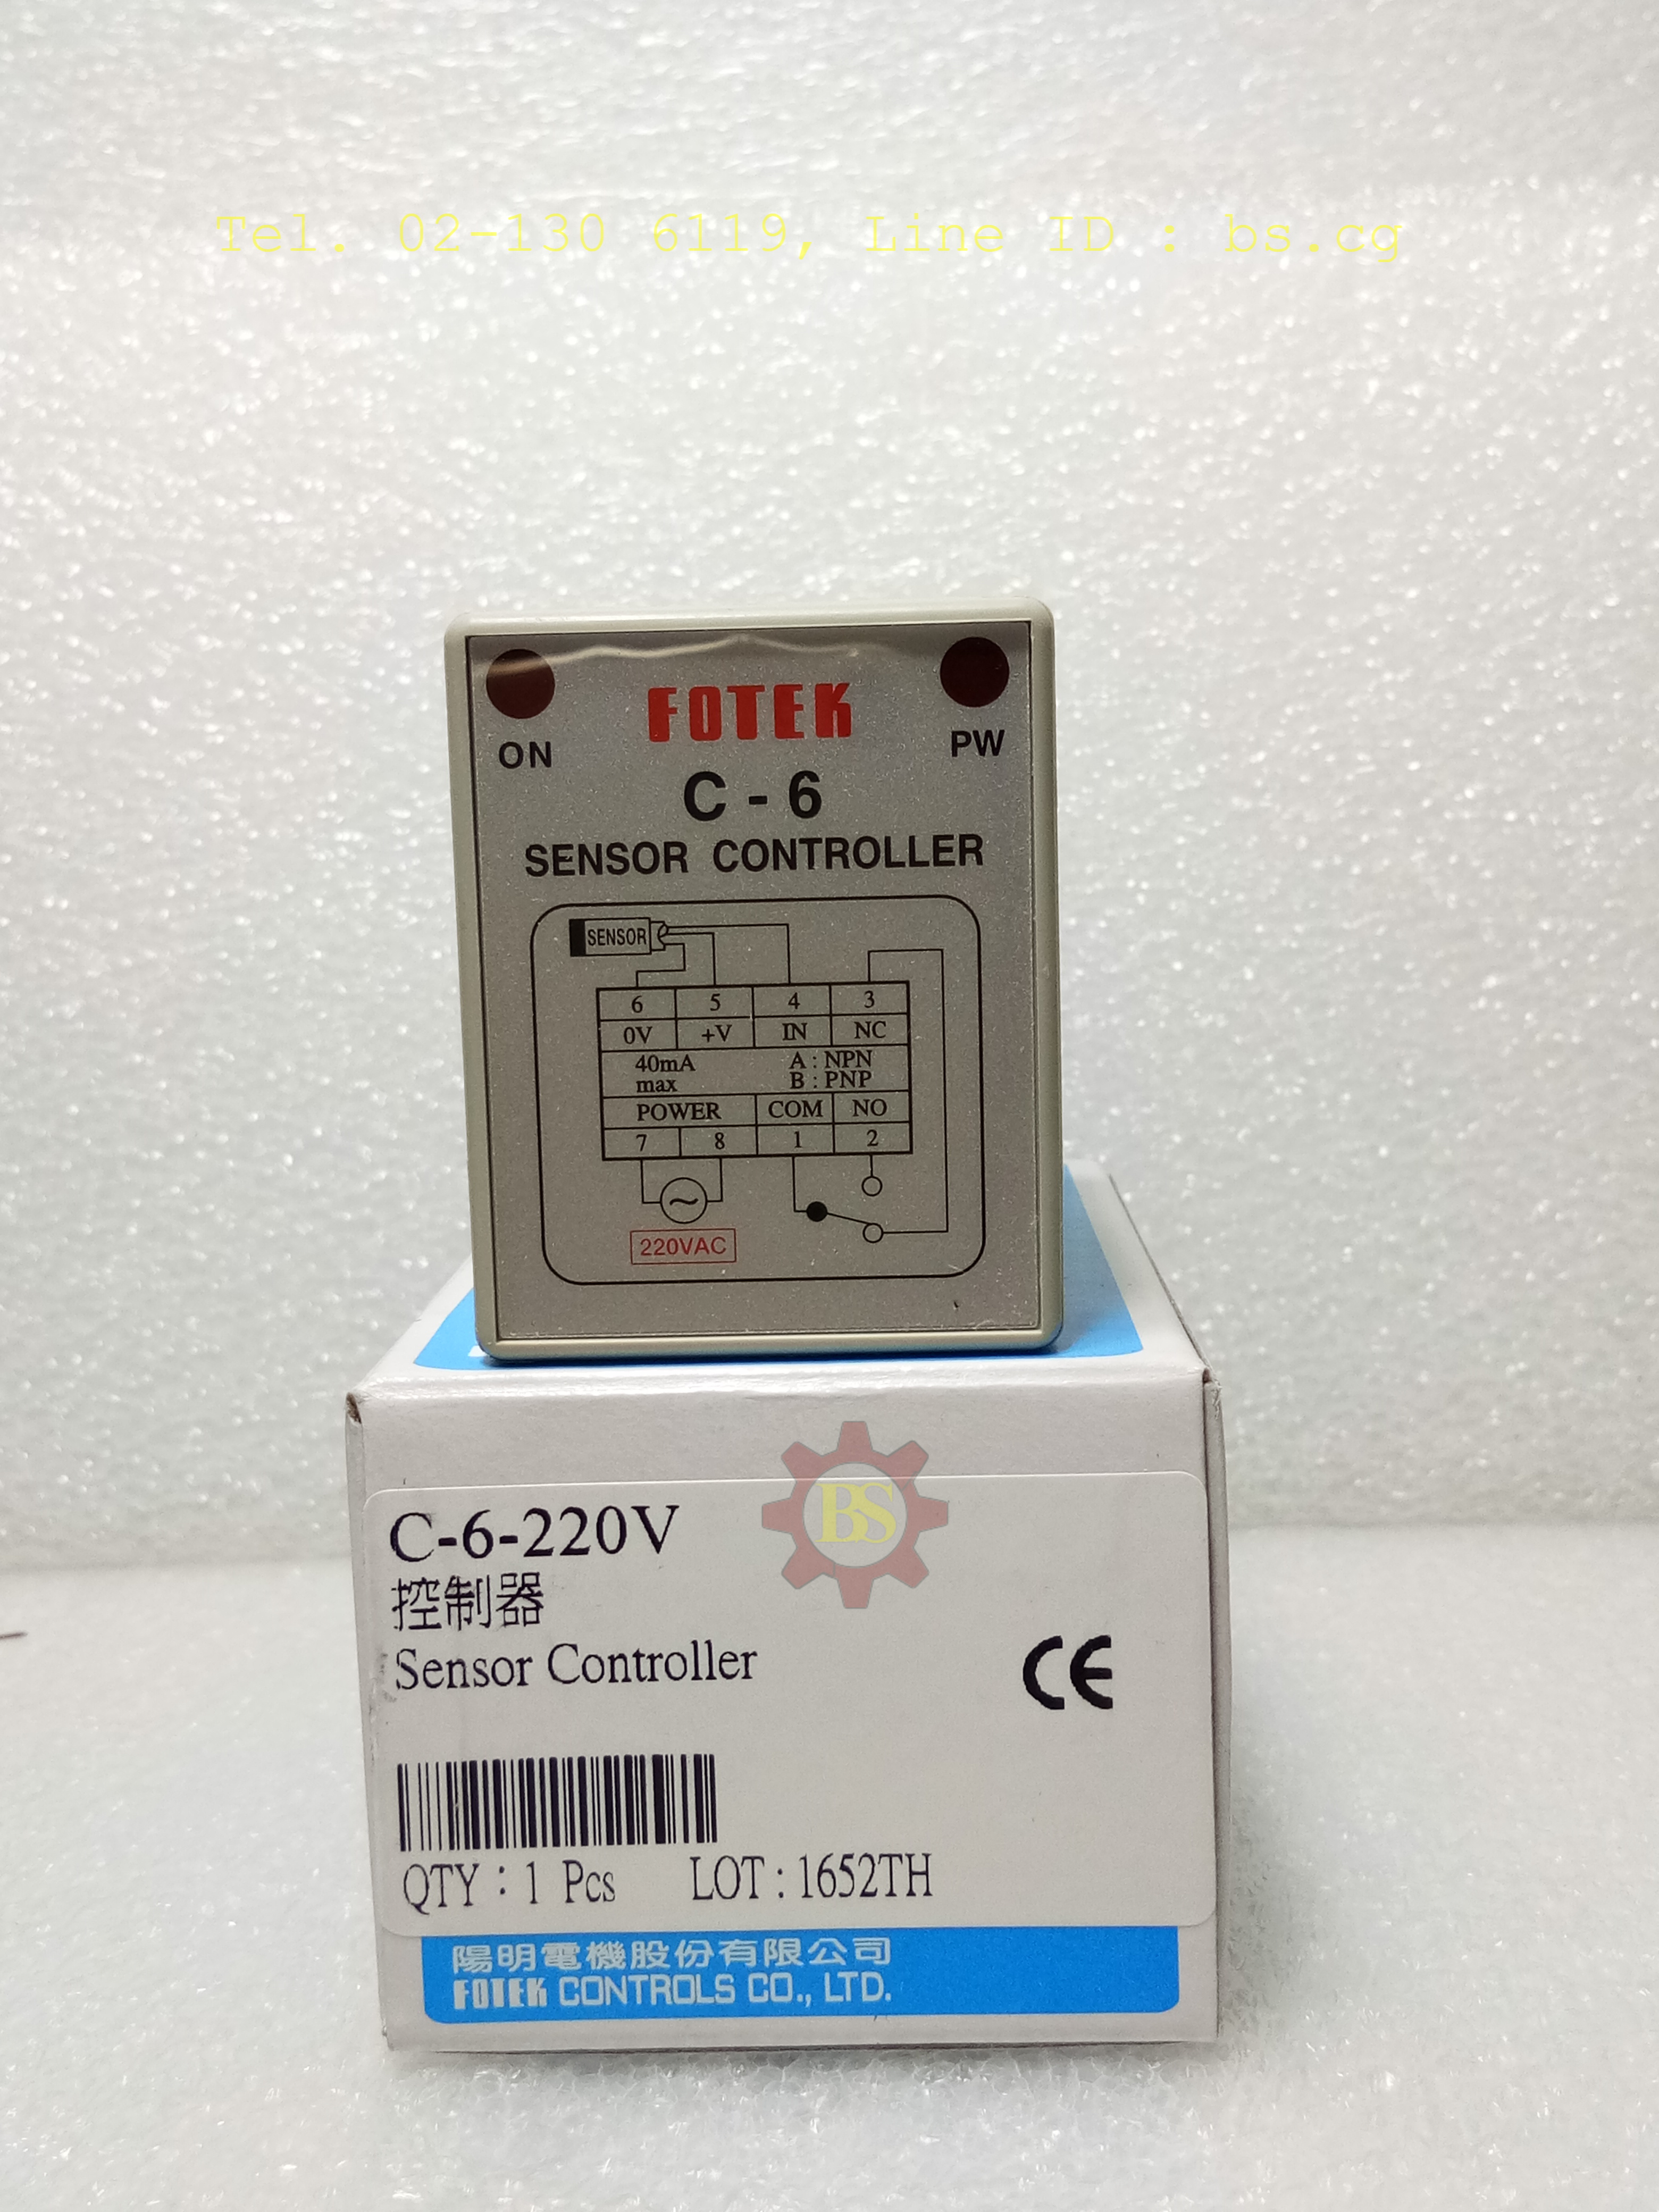 Tel. 02-130 6119, Line ID : bs.cg
FOTEK
ON
PW
C - 6
SENSOR CONTROLLER
SENSOR
6 5 4 3
0V +V IN NC
40mA A : NPN
max B : PNP
POWER COM NO
7 8 1 2
220VAC
BS
C-6-220V
控制器
Sensor Controller
CE
QTY : 1 Pcs LOT : 1652TH
陽明電機股份有限公司
FOTEK CONTROLS CO., LTD.